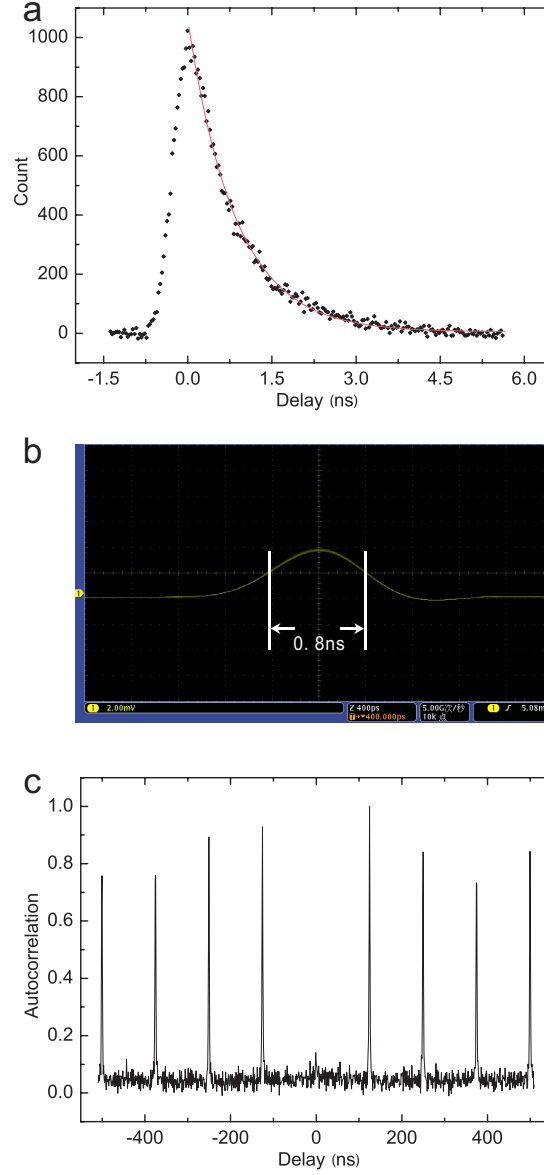 a
1000
800
600
400
200
0
Count
-1.5 0.0 1.5 3.0 4.5 6.0
Delay (ns)
b
1
0.8ns
1 2.00mV
Z 400ps
T→▼400.000ps
5.00G次/秒
10k 点
1 ʃ 5.08m
c
1.0
0.8
0.6
0.4
0.2
0.0
Autocorrelation
-400 -200 0 200 400
Delay (ns)